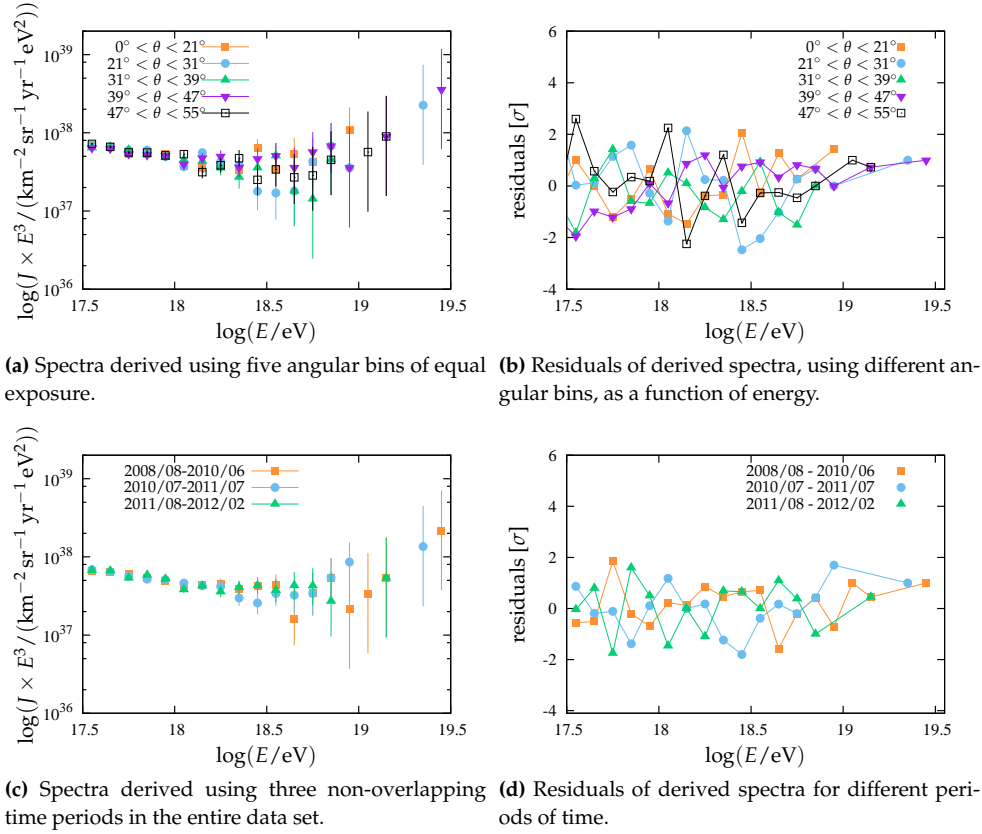 10^39
10^38
10^37
10^36
log(J × E^3/(km^−2 sr^−1 yr^−1 eV^2))
0° < θ < 21°
21° < θ < 31°
31° < θ < 39°
39° < θ < 47°
47° < θ < 55°
17.5 18 18.5 19 19.5
log(E/eV)
6
4
2
0
-2
-4
residuals [σ]
0° < θ < 21°
21° < θ < 31°
31° < θ < 39°
39° < θ < 47°
47° < θ < 55°
17.5 18 18.5 19 19.5
log(E/eV)
(a) Spectra derived using five angular bins of equal
exposure.
(b) Residuals of derived spectra, using different an-
gular bins, as a function of energy.
10^39
10^38
10^37
10^36
log(J × E^3/(km^−2 sr^−1 yr^−1 eV^2))
2008/08-2010/06
2010/07-2011/07
2011/08-2012/02
17.5 18 18.5 19 19.5
log(E/eV)
6
4
2
0
-2
-4
residuals [σ]
2008/08 - 2010/06
2010/07 - 2011/07
2011/08 - 2012/02
17.5 18 18.5 19 19.5
log(E/eV)
(c) Spectra derived using three non-overlapping
time periods in the entire data set.
(d) Residuals of derived spectra for different peri-
ods of time.